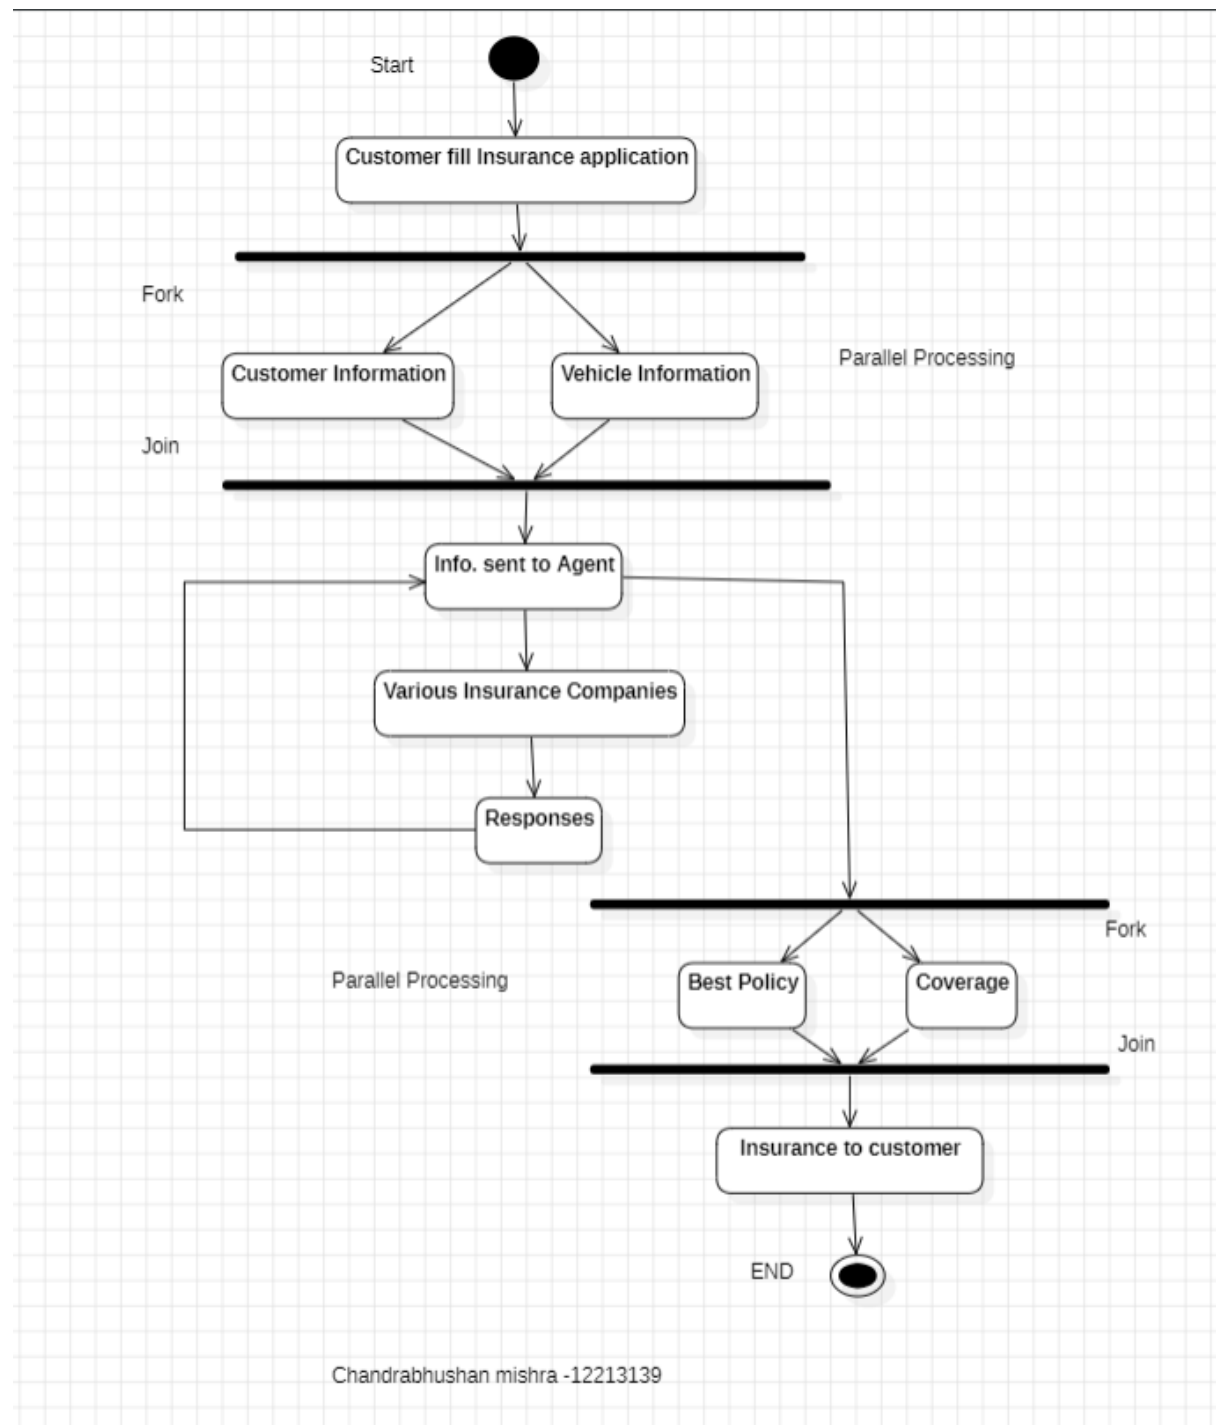 Start
Customer fill Insurance application
Fork
Customer Information
Vehicle Information
Parallel Processing
Join
Info. sent to Agent
Various Insurance Companies
Responses
Fork
Parallel Processing
Best Policy
Coverage
Join
Insurance to customer
END
Chandrabhushan mishra -12213139